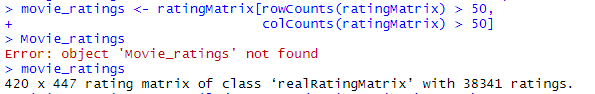 > movie_ratings <- ratingMatrix[rowCounts(ratingMatrix) > 50,
+ colCounts(ratingMatrix) > 50]
> Movie_ratings
Error: object 'Movie_ratings' not found
> movie_ratings
420 x 447 rating matrix of class ‘realRatingMatrix’ with 38341 ratings.